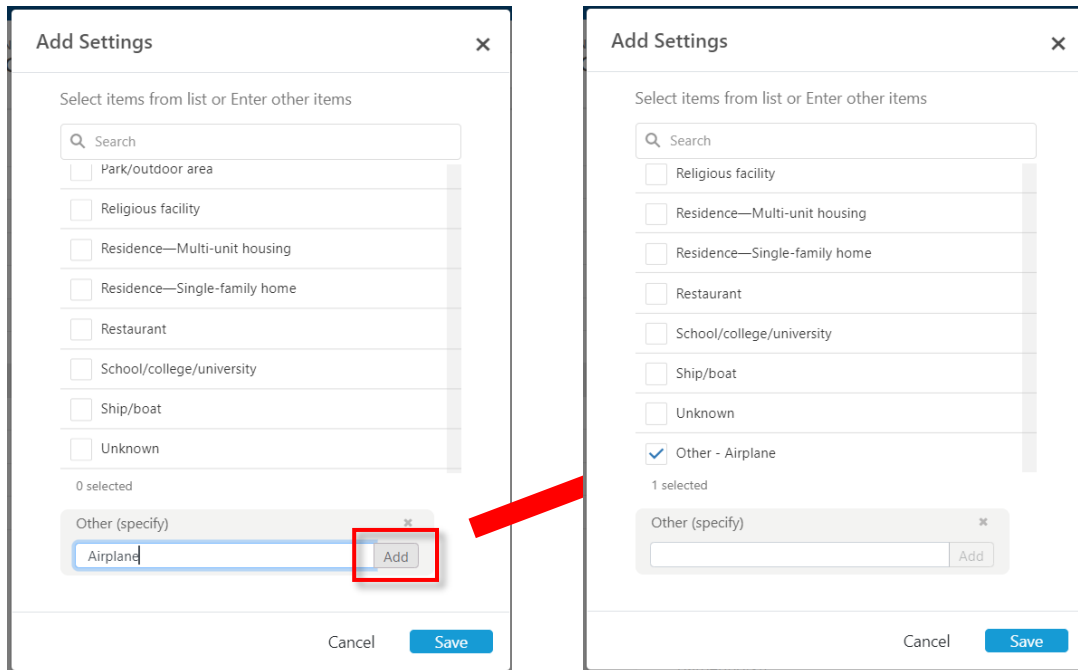 Add Settings
Select items from list or Enter other items
Search
Park/outdoor area
Religious facility
Residence—Multi-unit housing
Residence—Single-family home
Restaurant
School/college/university
Ship/boat
Unknown
0 selected
Other (specify)
Airplane Add
Cancel Save
Add Settings
Select items from list or Enter other items
Search
Religious facility
Residence—Multi-unit housing
Residence—Single-family home
Restaurant
School/college/university
Ship/boat
Unknown
Other - Airplane
1 selected
Other (specify)
Add
Cancel Save